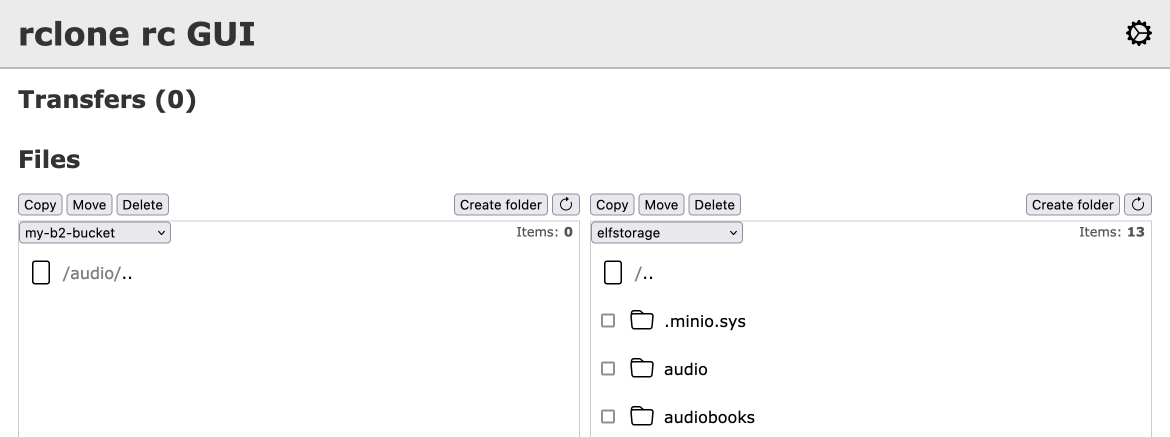 rclone rc GUI
Transfers (0)
Files
Copy Move Delete Create folder
my-b2-bucket Items: 0
/audio/..
Copy Move Delete Create folder
elfstorage Items: 13
/..
.minio.sys
audio
audiobooks